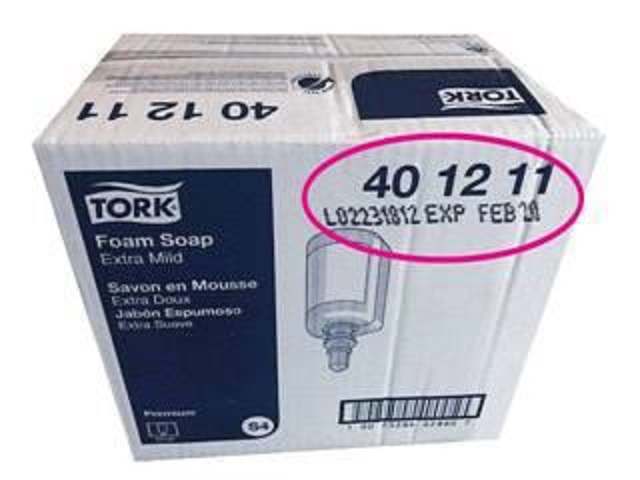 40 12 11
TORK
40 12 11
L02231812 EXP FEB 20
TORK
Foam Soap
Extra Mild
Savon en Mousse
Extra Doux
Jabón Espumoso
Extra Suave
Premium
S4